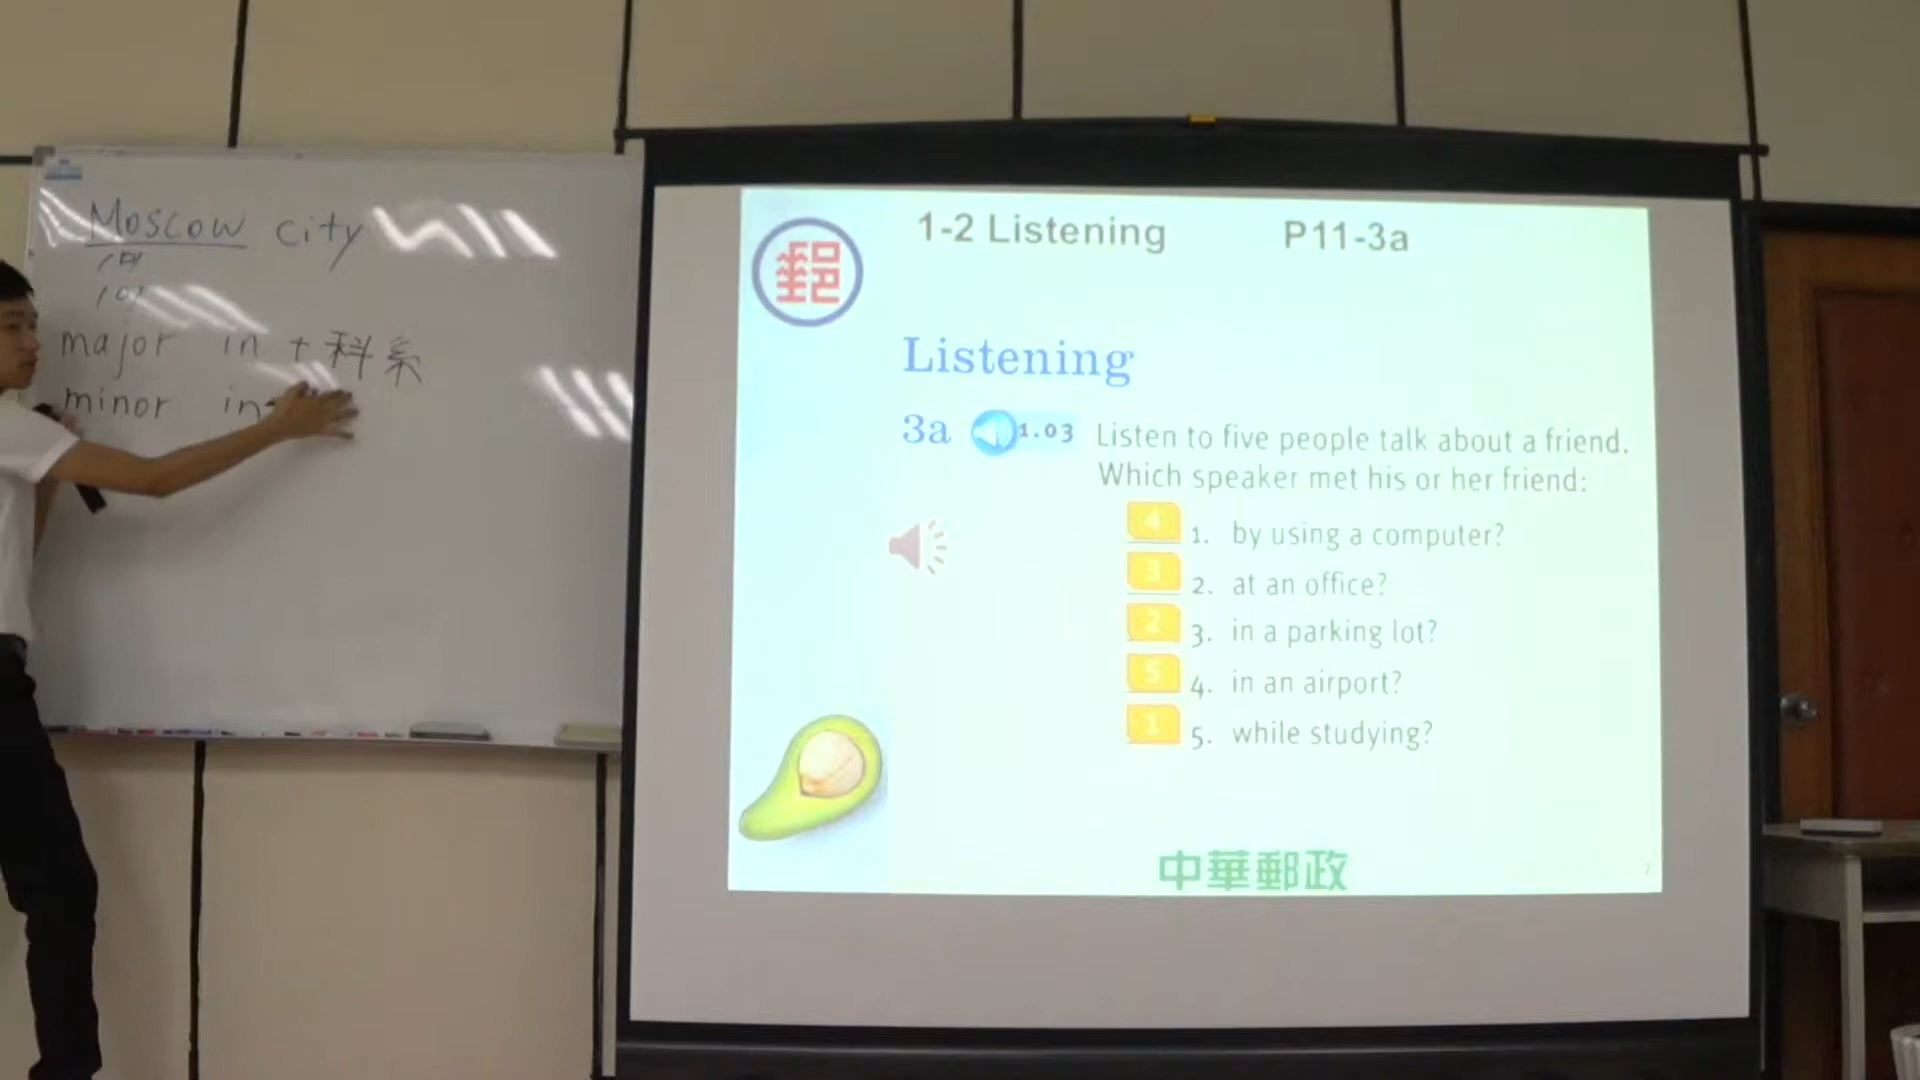 Moscow city
major in + 科系
minor in
郵
1-2 Listening P11-3a
Listening
3a 1.03 Listen to five people talk about a friend.
Which speaker met his or her friend:
4 1. by using a computer?
3 2. at an office?
2 3. in a parking lot?
5 4. in an airport?
1 5. while studying?
中華郵政
7